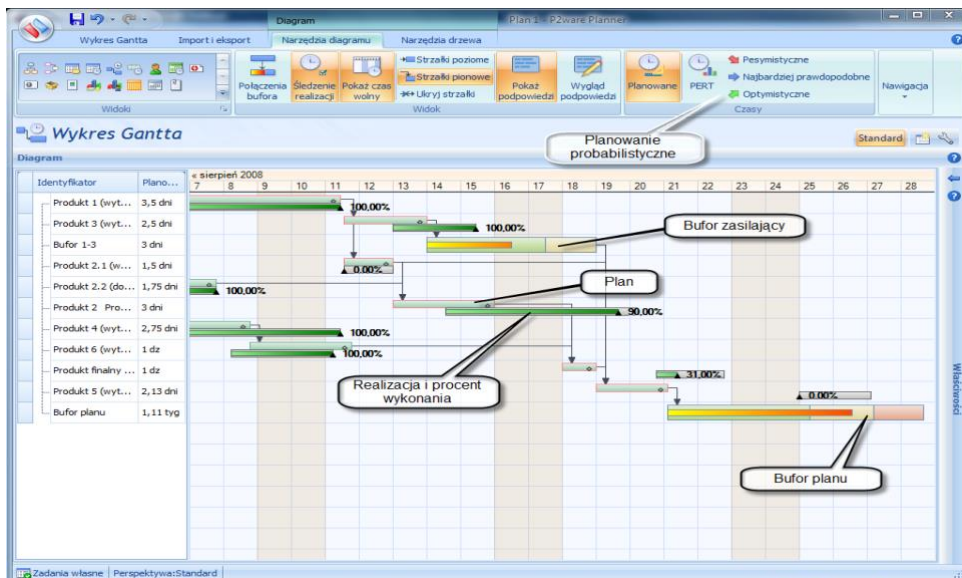 Diagram
Plan 1 - P2ware Planner
Wykres Gantta
Import i eksport
Narzędzia diagramu
Narzędzia drzewa
Widoki
Połączenia bufora
Śledzenie realizacji
Pokaż czas wolny
Strzałki poziome
Strzałki pionowe
Ukryj strzałki
Pokaż podpowiedzi
Wygląd podpowiedzi
Widok
Planowane
PERT
Pesymistyczne
Najbardziej prawdopodobne
Optymistyczne
Czasy
Nawigacja
Planowanie
probabilistyczne
Wykres Gantta
Standard
Diagram
Identyfikator Plano...
« sierpień 2008
7 8 9 10 11 12 13 14 15 16 17 18 19 20 21 22 23 24 25 26 27 28
Produkt 1 (wyt... 3,5 dni
100,00%
Produkt 3 (wyt... 2,5 dni
100,00%
Bufor zasilający
Bufor 1-3 3 dni
Produkt 2.1 (w... 1,5 dni
0,00%
Produkt 2.2 (do... 1,75 dni
100,00%
Plan
Produkt 2 Pro... 3 dni
90,00%
Produkt 4 (wyt... 2,75 dni
100,00%
Produkt 6 (wyt... 1 dz
100,00%
Produkt finalny ... 1 dz
31,00%
Realizacja i procent
wykonania
Produkt 5 (wyt... 2,13 dni
0,00%
Bufor planu 1,11 tyg
Bufor planu
Właściwości
Zadania własne
Perspektywa:Standard